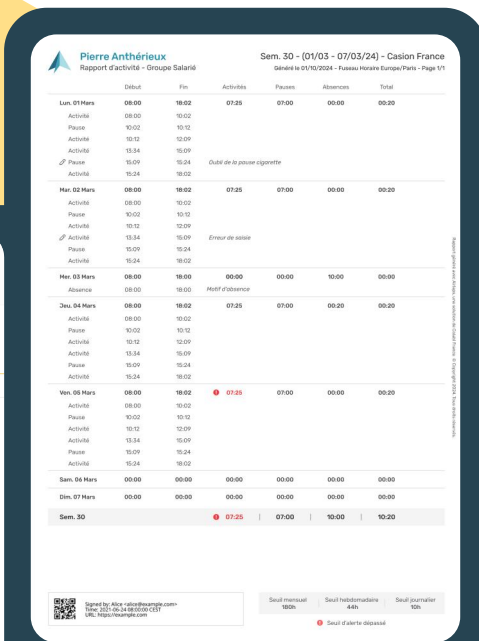 Pierre Anthérieux
Rapport d'activité - Groupe Salarié
Sem. 30 - (01/03 - 07/03/24) - Casion France
Généré le 01/10/2024 - Fuseau Horaire Europe/Paris - Page 1/1
Début Fin Activités Pauses Absences Total
Lun. 01 Mars 08:00 18:02 07:25 07:00 00:00 00:20
Activité 08:00 10:02
Pause 10:02 10:12
Activité 10:12 12:09
Activité 13:34 15:09
Pause 15:09 15:24 Oubli de la pause cigarette
Activité 15:24 18:02
Mar. 02 Mars 08:00 18:02 07:25 07:00 00:00 00:20
Activité 08:00 10:02
Pause 10:02 10:12
Activité 10:12 12:09
Activité 13:34 15:09 Erreur de saisie
Pause 15:09 15:24
Activité 15:24 18:02
Mer. 03 Mars 08:00 18:00 00:00 00:00 10:00 00:00
Absence 08:00 18:00 Motif d'absence
Jeu. 04 Mars 08:00 18:02 07:25 07:00 00:20 00:20
Activité 08:00 10:02
Pause 10:02 10:12
Activité 10:12 12:09
Activité 13:34 15:09
Pause 15:09 15:24
Activité 15:24 18:02
Ven. 05 Mars 08:00 18:02 07:25 07:00 00:00 00:20
Activité 08:00 10:02
Pause 10:02 10:12
Activité 10:12 12:09
Activité 13:34 15:09
Pause 15:09 15:24
Activité 15:24 18:02
Sam. 06 Mars 00:00 00:00 00:00 00:00 00:00 00:00
Dim. 07 Mars 00:00 00:00 00:00 00:00 00:00 00:00
Sem. 30 07:25 | 07:00 | 10:00 | 10:20
Signed by: Alice <alice@example.com>
Time: 2021-06-24 08:00:00 CEST
URL: https://example.com
Seuil mensuel Seuil hebdomadaire Seuil journalier
180h 44h 10h
Seuil d'alerte dépassé